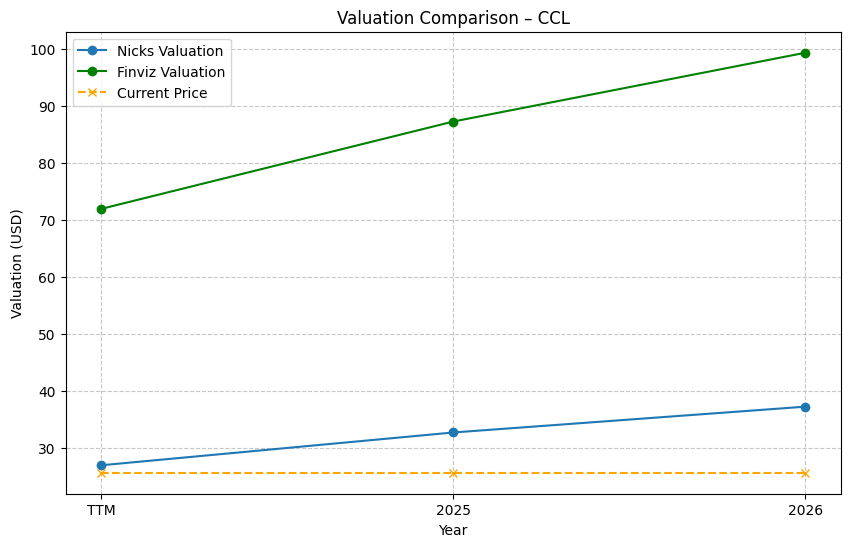 Valuation Comparison – CCL
Nicks Valuation
Finviz Valuation
Current Price
Valuation (USD)
100
90
80
70
60
50
40
30
TTM
2025
2026
Year